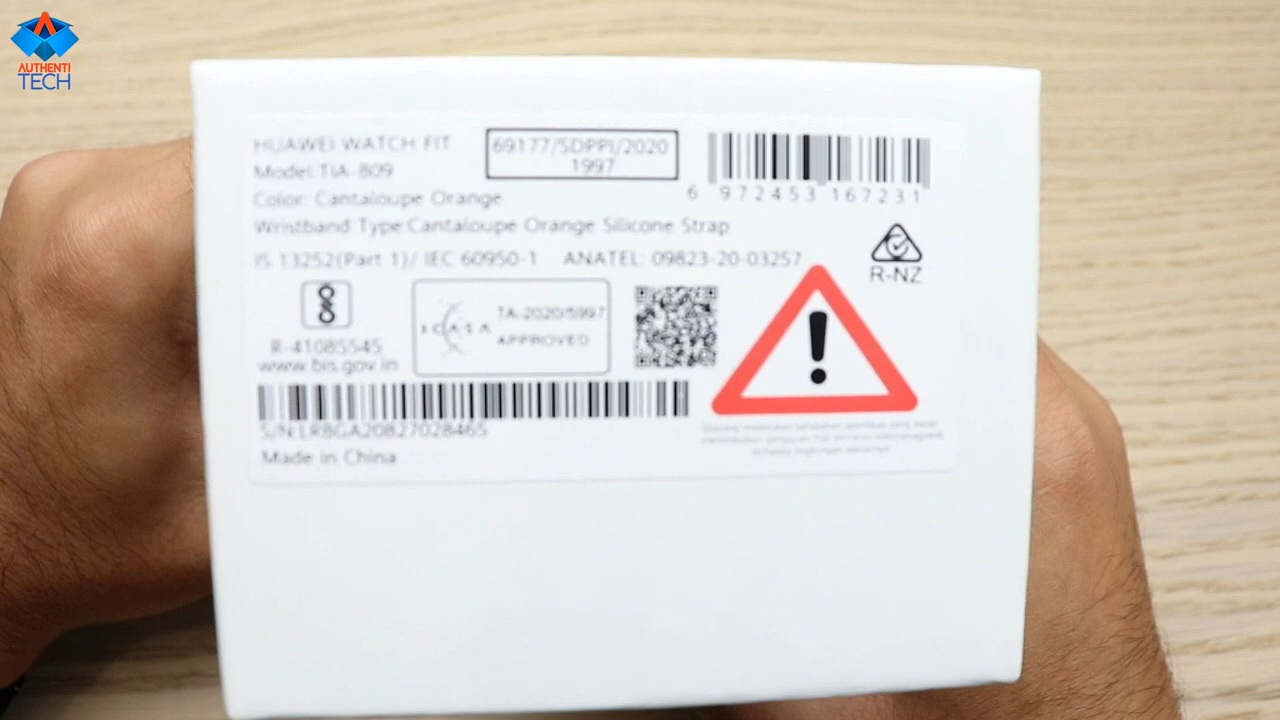 AUTHENTI
TECH
HUAWEI WATCH FIT
Model: TIA-B09
Color: Cantaloupe Orange
Wristband Type:Cantaloupe Orange Silicone Strap
69177/SDPPI/2020
1997
6 972453 167231
IS 13252(Part 1)/ IEC 60950-1 ANATEL: 09823-20-03257
R-NZ
R-41085545
www.bis.gov.in
ICASA
TA-2020/5997
APPROVED
S/N:LRBGA20827028465
Made in China